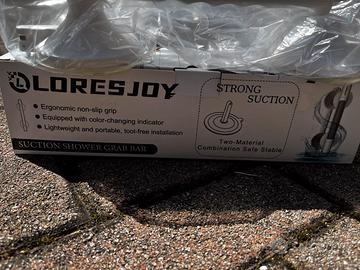 LORESJOY
Ergonomic non-slip grip
Equipped with color-changing indicator
Lightweight and portable, tool-free installation
SUCTION SHOWER GRAB BAR
STRONG
SUCTION
Two-Material
Combination Safe Stable